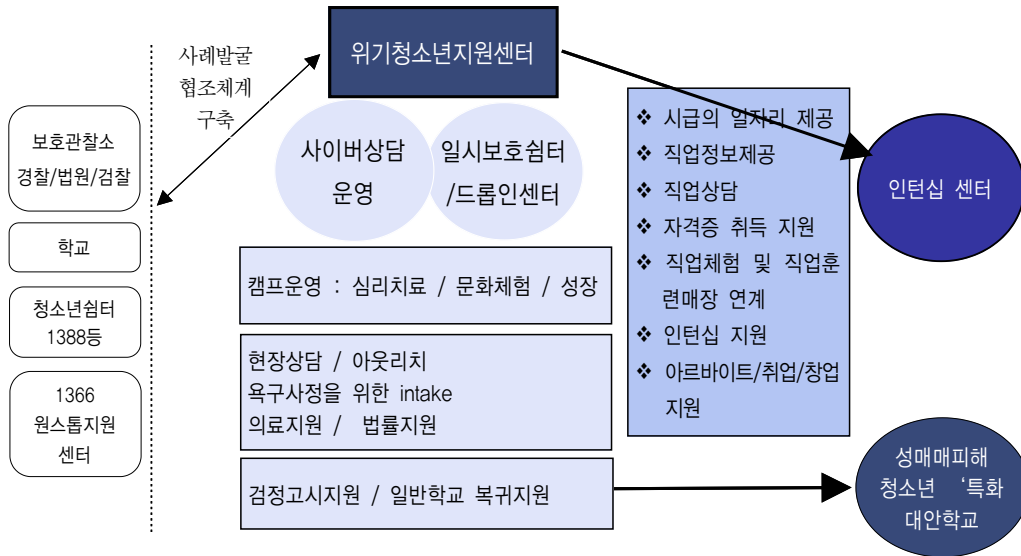 사례발굴
협조체계
구축
위기청소년지원센터
보호관찰소
경찰/법원/검찰
학교
청소년쉼터
1388등
1366
원스톱지원
센터
사이버상담
운영
일시보호쉼터
/드롭인센터
캠프운영 : 심리치료 / 문화체험 / 성장
현장상담 / 아웃리치
욕구사정을 위한 intake
의료지원 / 법률지원
검정고시지원 / 일반학교 복귀지원
❖ 시급의 일자리 제공
❖ 직업정보제공
❖ 직업상담
❖ 자격증 취득 지원
❖ 직업체험 및 직업훈
련매장 연계
❖ 인턴십 지원
❖ 아르바이트/취업/창업
지원
인턴십 센터
성매매피해
청소년 ‘특화
대안학교